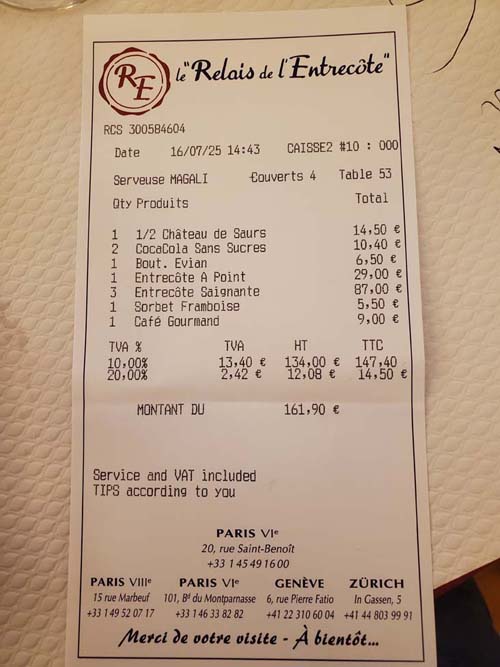 RE le "Relais de l'Entrecôte"
RCS 300584604
Date 16/07/25 14:43 CAISSE2 #10 : 000
Serveuse MAGALI Couverts 4 Table 53
Qty Produits Total
1 1/2 Château de Saurs 14,50 €
2 CocaCola Sans Sucres 10,40 €
1 Bout. Evian 6,50 €
1 Entrecôte A Point 29,00 €
3 Entrecôte Saignante 87,00 €
1 Sorbet Framboise 5,50 €
1 Café Gourmand 9,00 €
TVA % TVA HT TTC
10,00% 13,40 € 134,00 € 147,40
20,00% 2,42 € 12,08 € 14,50 €
MONTANT DU 161,90 €
Service and VAT included
TIPS according to you
PARIS VIe
20, rue Saint-Benoît
+33 1 45 49 16 00
PARIS VIIIe PARIS VIe GENÈVE ZÜRICH
15 rue Marbeuf 101, Bd du Montparnasse 6, rue Pierre Fatio In Gassen, 5
+33 1 49 52 07 17 +33 1 46 33 82 82 +41 22 310 60 04 +41 44 803 99 91
Merci de votre visite - À bientôt...